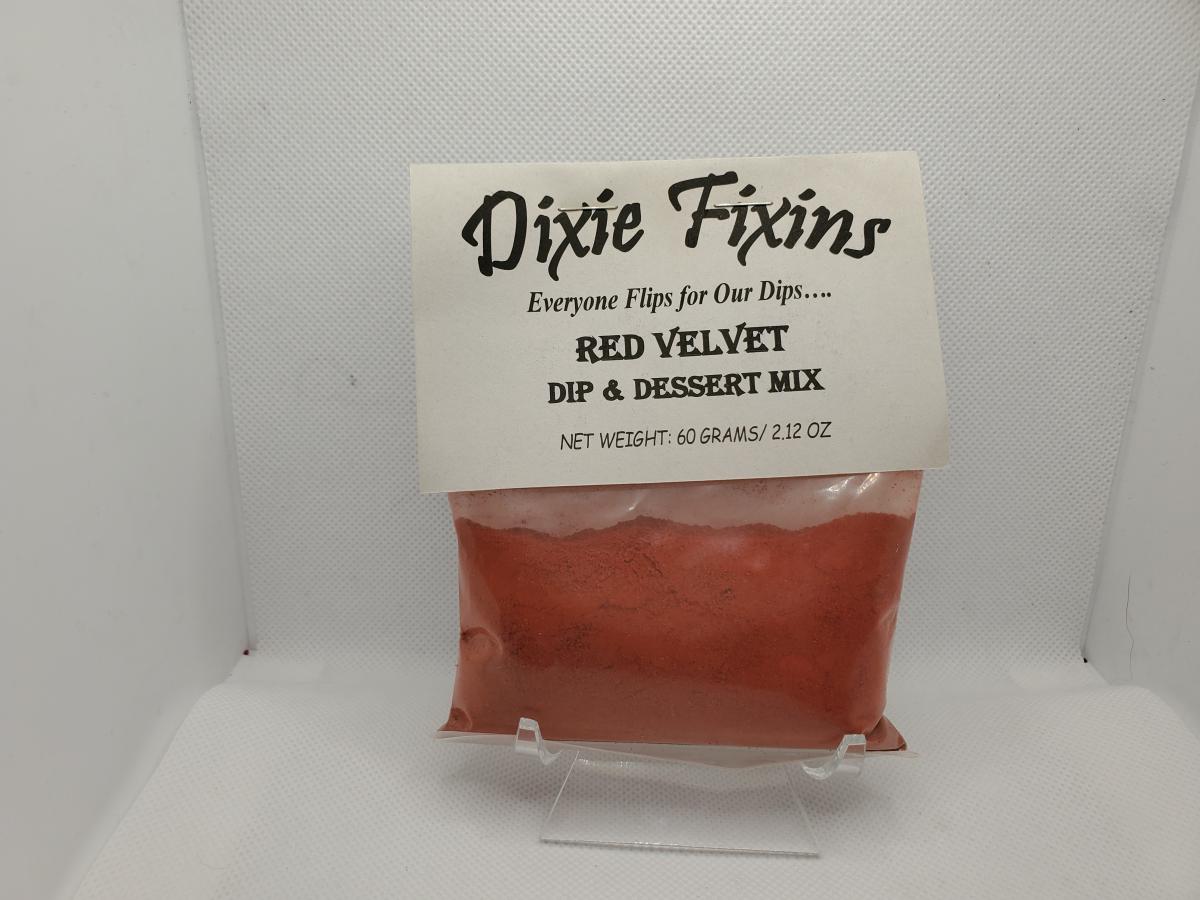 Dixie Fixins
Everyone Flips for Our Dips....
RED VELVET
DIP & DESSERT MIX
NET WEIGHT: 60 GRAMS/ 2.12 OZ